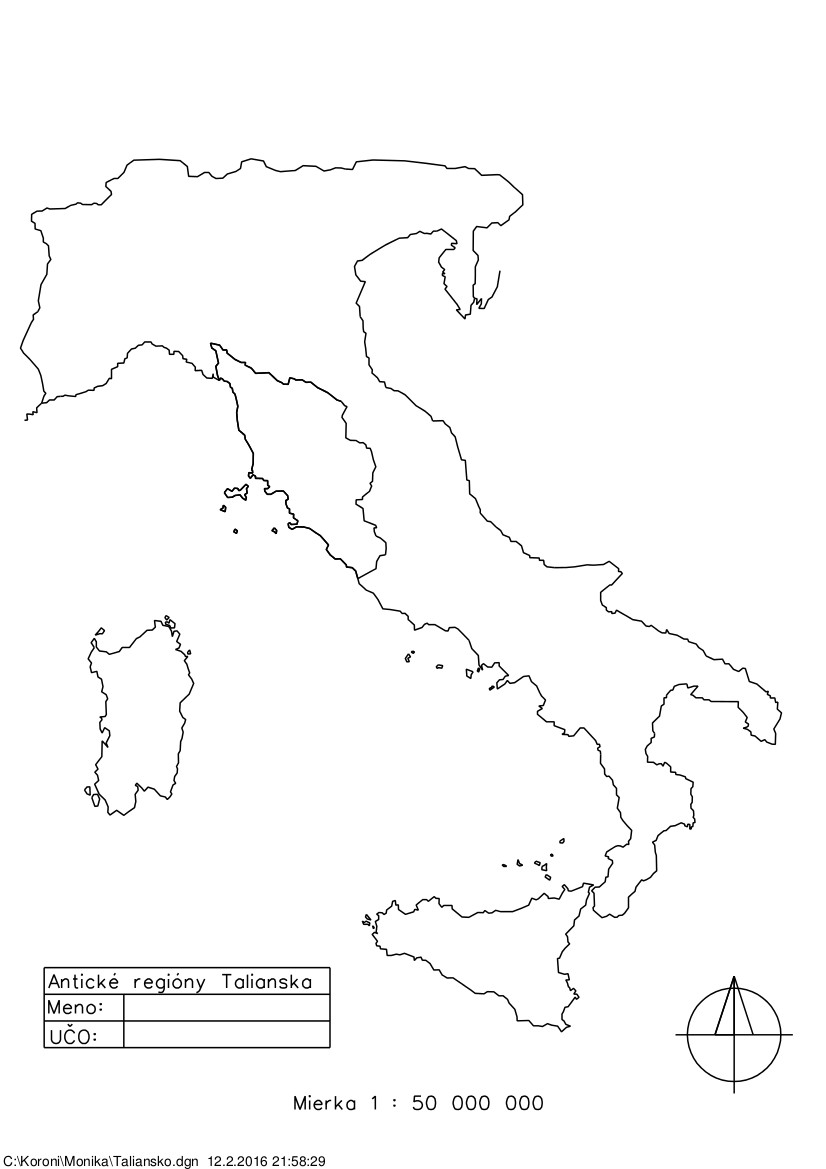 Antické regióny Talianska
Meno:
UČO:
Mierka 1 : 50 000 000
C:\Koroni\Monika\Taliansko.dgn 12.2.2016 21:58:29